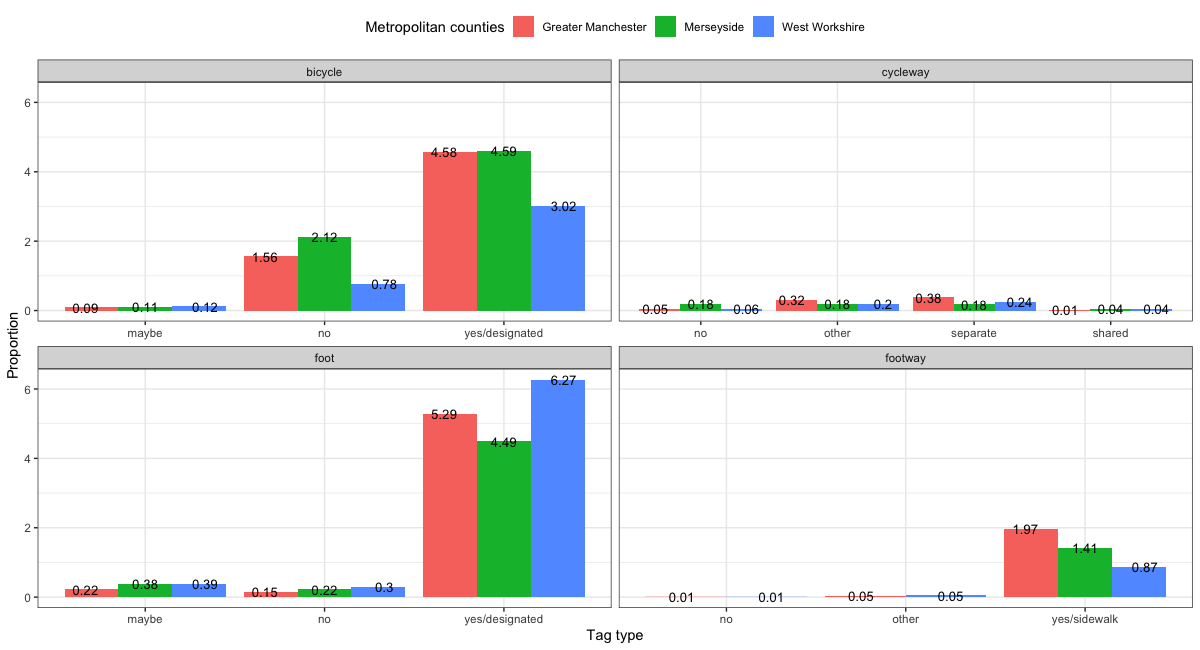 Metropolitan counties Greater Manchester Merseyside West Workshire
bicycle cycleway
6
4
2
0
4.58 4.59
3.02
2.12
1.56
0.78
0.09 0.11 0.12
0.05 0.18 0.06 0.32 0.18 0.2 0.38 0.18 0.24 0.01 0.04 0.04
maybe no yes/designated no other separate shared
Proportion
foot footway
6
4
2
0
5.29 4.49 6.27
0.22 0.38 0.39 0.15 0.22 0.3
1.97
1.41
0.87
0.01 0.01 0.05 0.05
maybe no yes/designated no other yes/sidewalk
Tag type